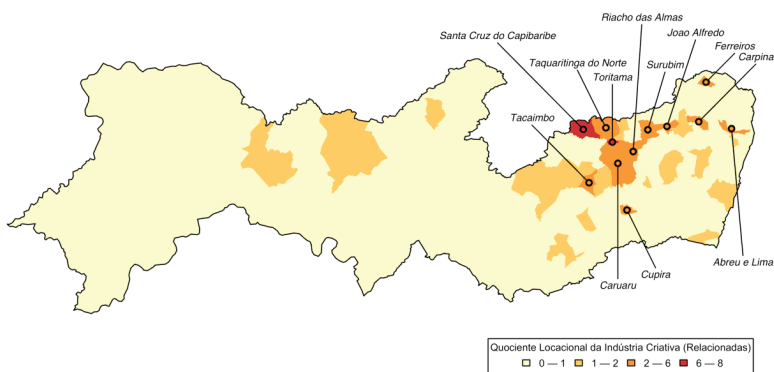 Riacho das Almas
Santa Cruz do Capibaribe
Joao Alfredo
Ferreiros
Taquaritinga do Norte
Surubim
Carpina
Toritama
Tacaimbo
Abreu e Lima
Cupira
Caruaru
Quociente Locacional da Indústria Criativa (Relacionadas)
0 — 1 1 — 2 2 — 6 6 — 8